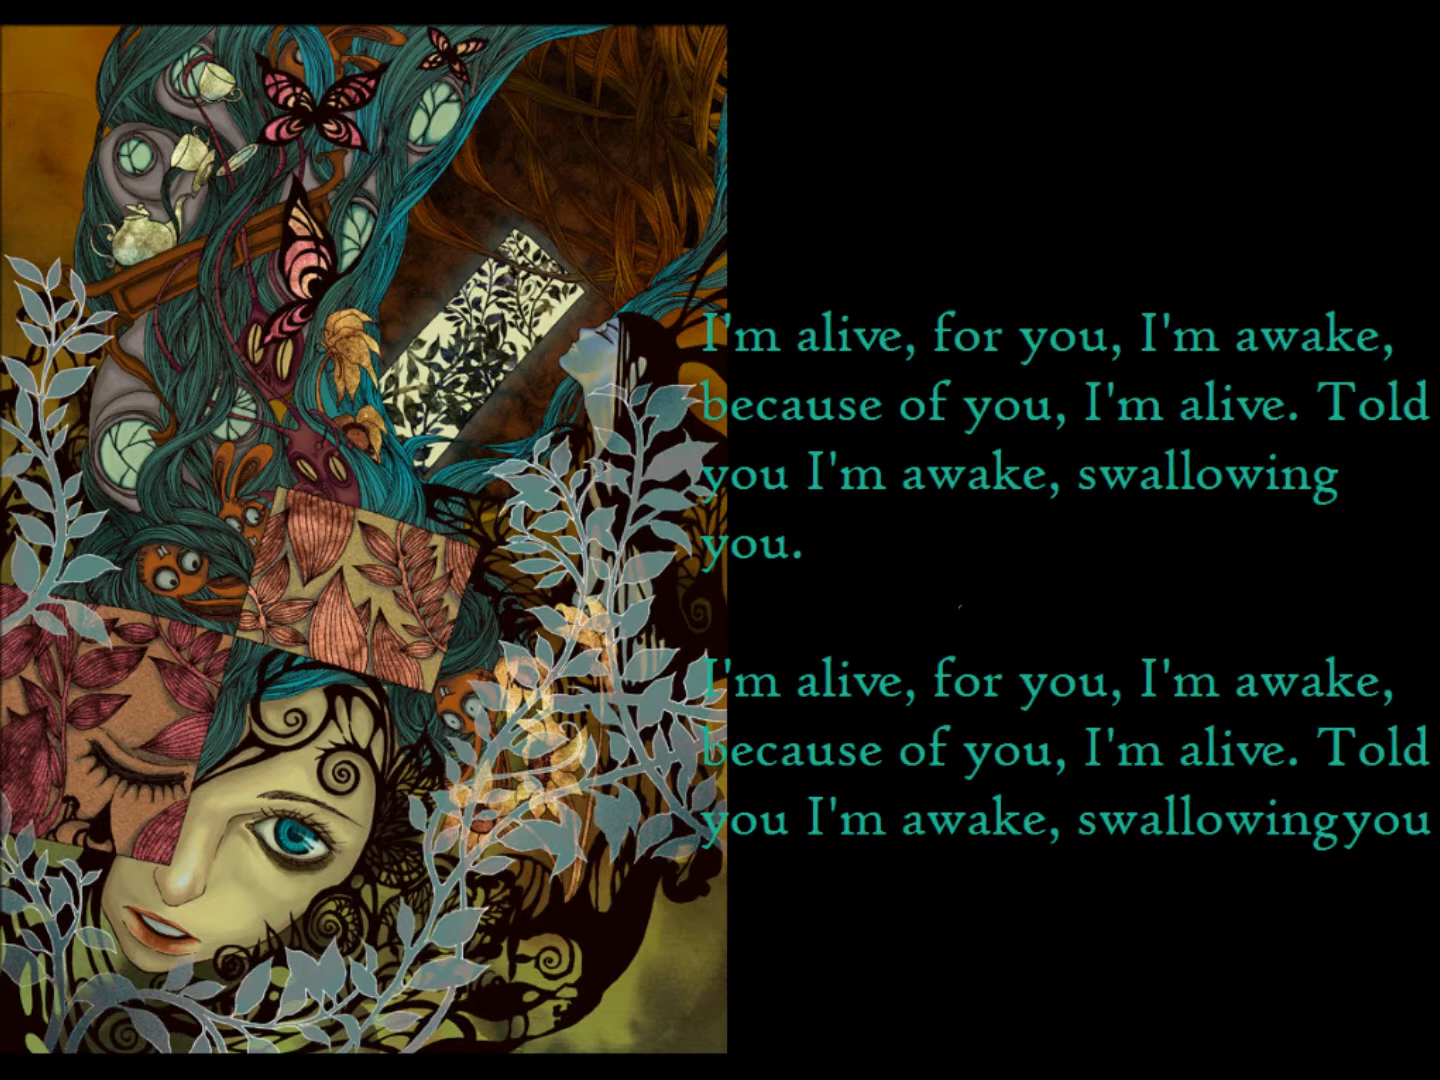 I'm alive, for you, I'm awake,
because of you, I'm alive. Told
you I'm awake, swallowing
you.
I'm alive, for you, I'm awake,
because of you, I'm alive. Told
you I'm awake, swallowingyou